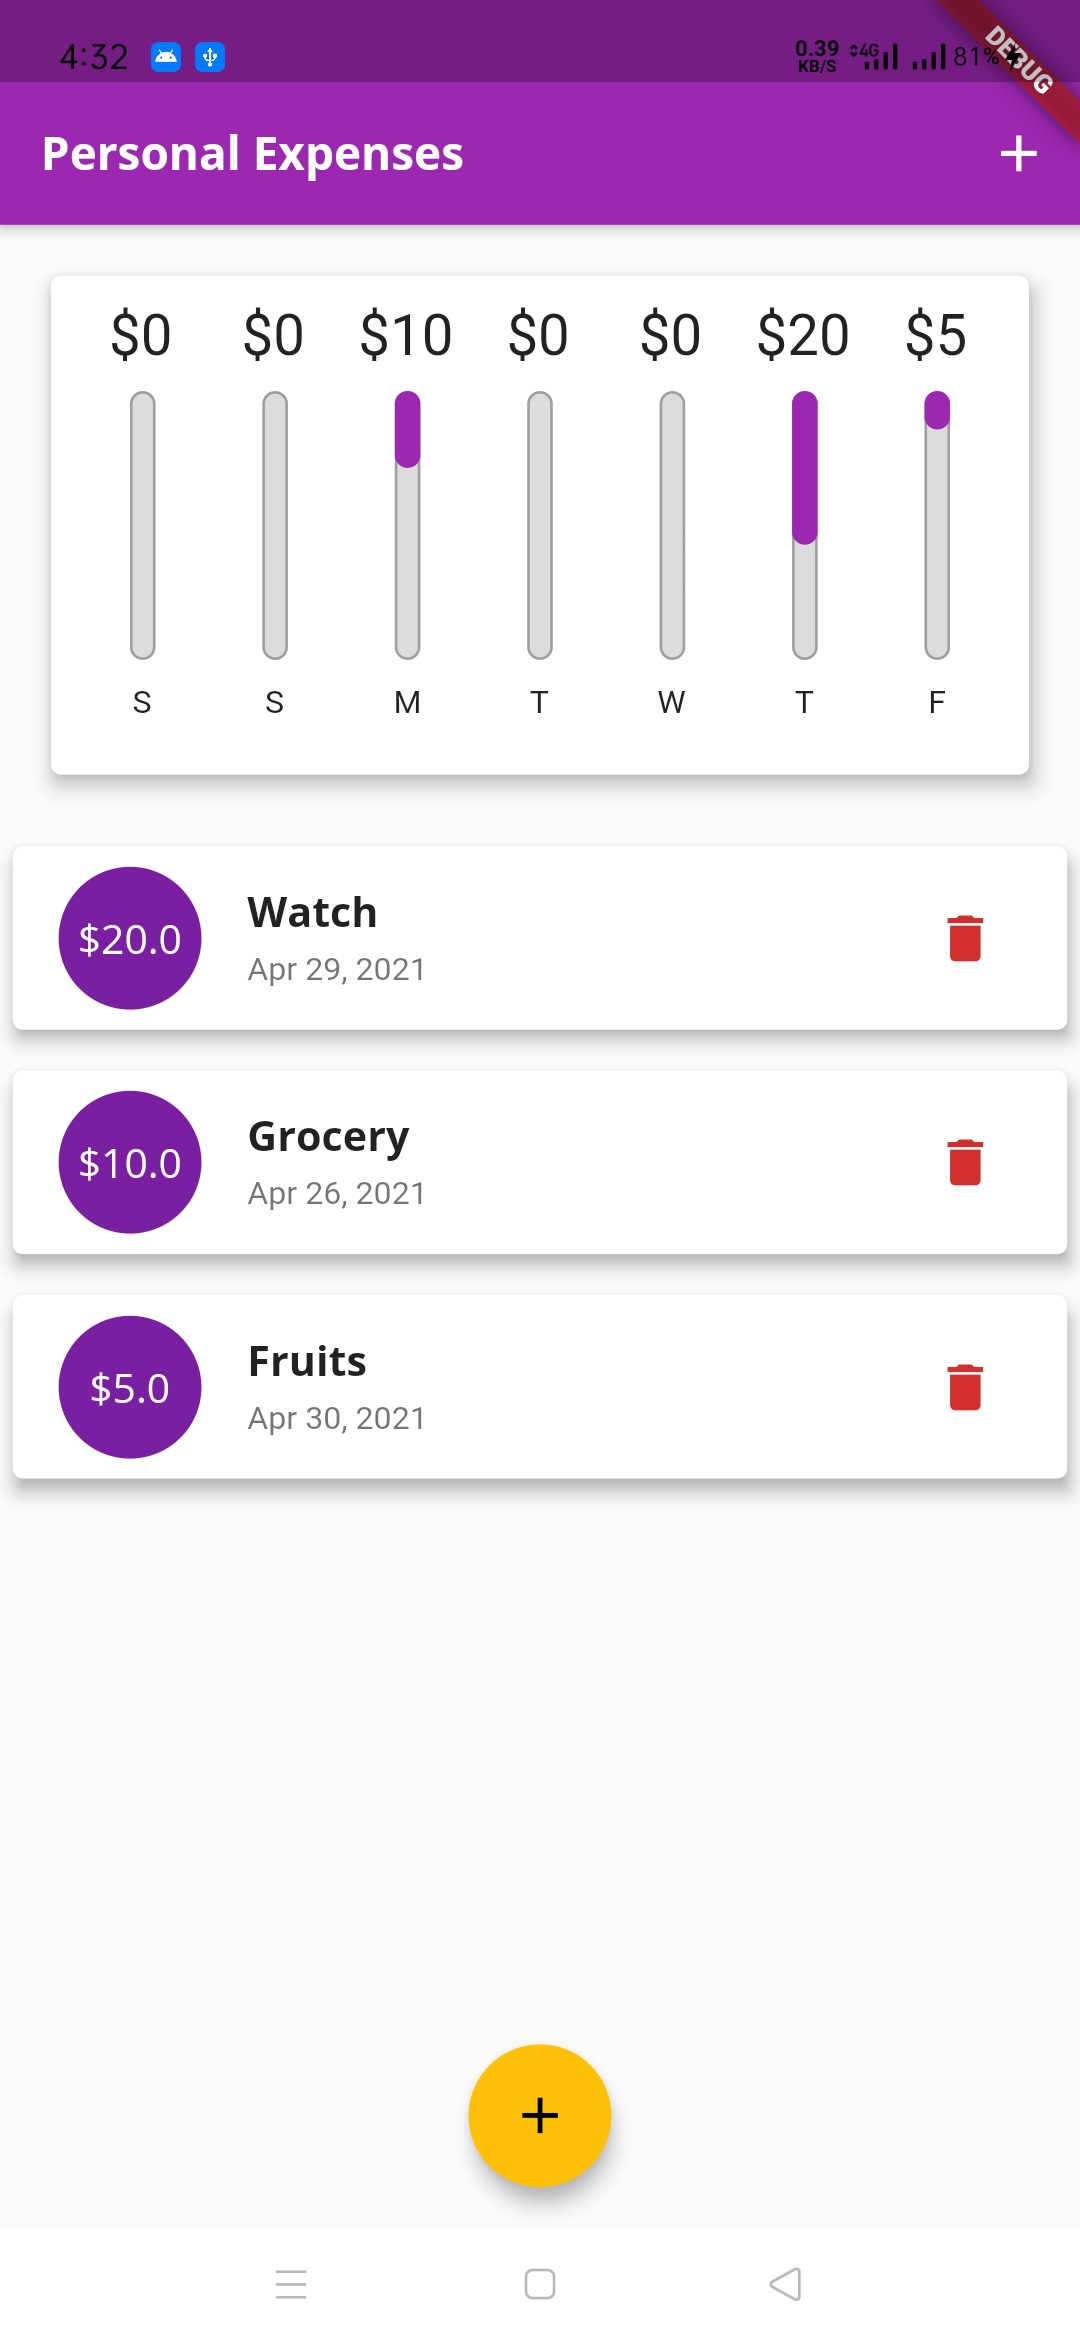 4:32 0.39 KB/S 4G 81% DEBUG
Personal Expenses
$0 $0 $10 $0 $0 $20 $5
S S M T W T F
$20.0 Watch
Apr 29, 2021
$10.0 Grocery
Apr 26, 2021
$5.0 Fruits
Apr 30, 2021